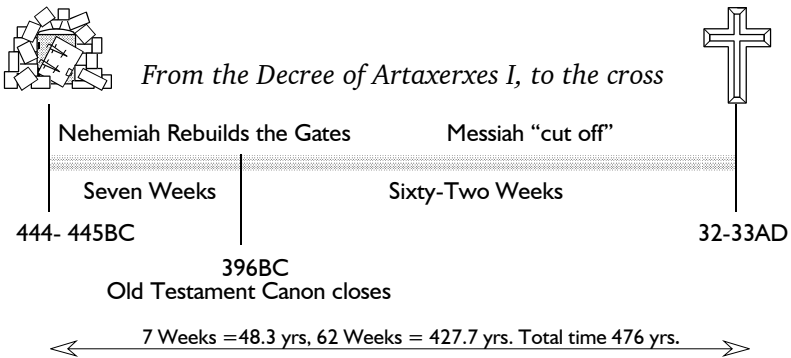 From the Decree of Artaxerxes I, to the cross
Nehemiah Rebuilds the Gates Messiah “cut off”
Seven Weeks Sixty-Two Weeks
444- 445BC 32-33AD
396BC
Old Testament Canon closes
7 Weeks =48.3 yrs, 62 Weeks = 427.7 yrs. Total time 476 yrs.